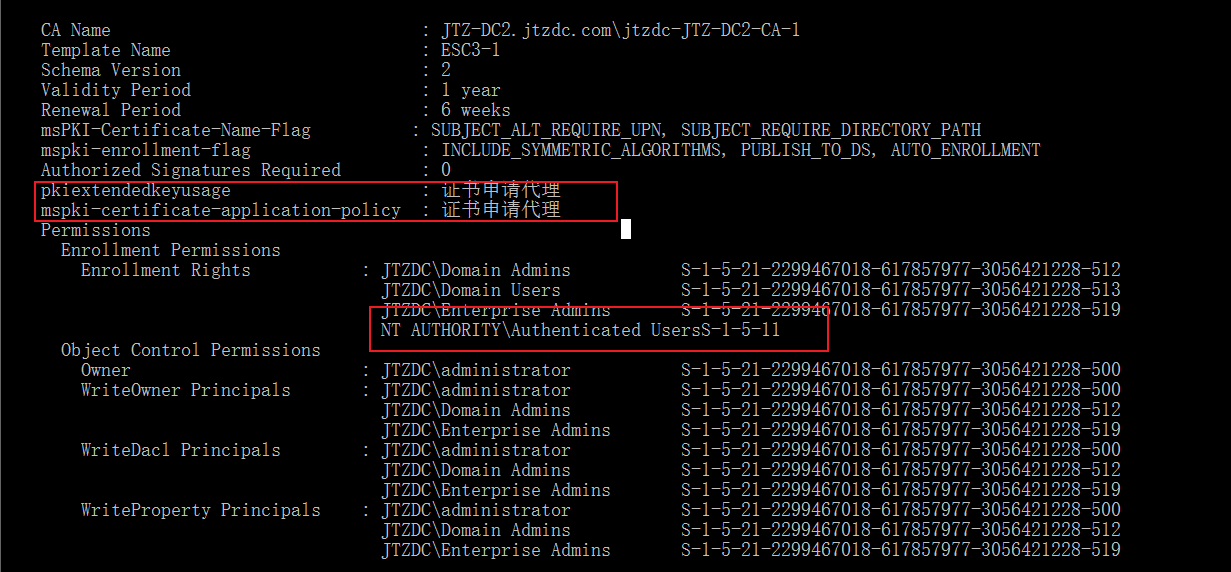 CA Name : JTZ-DC2.jtzdc.com\jtzdc-JTZ-DC2-CA-1
Template Name : ESC3-1
Schema Version : 2
Validity Period : 1 year
Renewal Period : 6 weeks
msPKI-Certificate-Name-Flag : SUBJECT_ALT_REQUIRE_UPN, SUBJECT_REQUIRE_DIRECTORY_PATH
mspki-enrollment-flag : INCLUDE_SYMMETRIC_ALGORITHMS, PUBLISH_TO_DS, AUTO_ENROLLMENT
Authorized Signatures Required : 0
pkiextendedkeyusage : 证书申请代理
mspki-certificate-application-policy : 证书申请代理
Permissions
Enrollment Permissions
Enrollment Rights : JTZDC\Domain Admins S-1-5-21-2299467018-617857977-3056421228-512
JTZDC\Domain Users S-1-5-21-2299467018-617857977-3056421228-513
JTZDC\Enterprise Admins S-1-5-21-2299467018-617857977-3056421228-519
NT AUTHORITY\Authenticated UsersS-1-5-11
Object Control Permissions
Owner : JTZDC\administrator S-1-5-21-2299467018-617857977-3056421228-500
WriteOwner Principals : JTZDC\administrator S-1-5-21-2299467018-617857977-3056421228-500
JTZDC\Domain Admins S-1-5-21-2299467018-617857977-3056421228-512
JTZDC\Enterprise Admins S-1-5-21-2299467018-617857977-3056421228-519
WriteDacl Principals : JTZDC\administrator S-1-5-21-2299467018-617857977-3056421228-500
JTZDC\Domain Admins S-1-5-21-2299467018-617857977-3056421228-512
JTZDC\Enterprise Admins S-1-5-21-2299467018-617857977-3056421228-519
WriteProperty Principals : JTZDC\administrator S-1-5-21-2299467018-617857977-3056421228-500
JTZDC\Domain Admins S-1-5-21-2299467018-617857977-3056421228-512
JTZDC\Enterprise Admins S-1-5-21-2299467018-617857977-3056421228-519